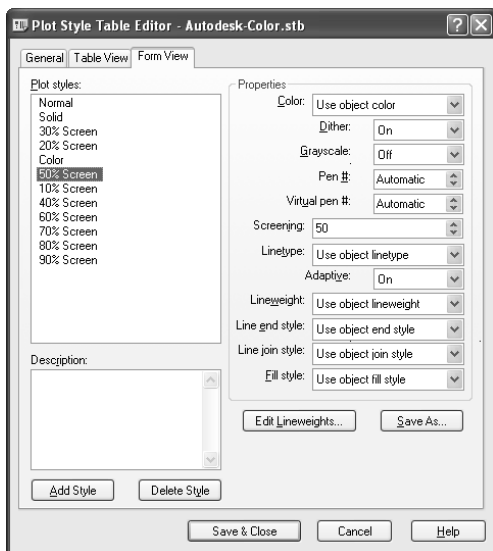 Plot Style Table Editor - Autodesk-Color.stb
General Table View Form View
Plot styles:
Normal
Solid
30% Screen
20% Screen
Color
50% Screen
10% Screen
40% Screen
60% Screen
70% Screen
80% Screen
90% Screen
Description:
Add Style Delete Style
Properties
Color: Use object color
Dither: On
Grayscale: Off
Pen #: Automatic
Virtual pen #: Automatic
Screening: 50
Linetype: Use object linetype
Adaptive: On
Lineweight: Use object lineweight
Line end style: Use object end style
Line join style: Use object join style
Fill style: Use object fill style
Edit Lineweights... Save As...
Save & Close Cancel Help